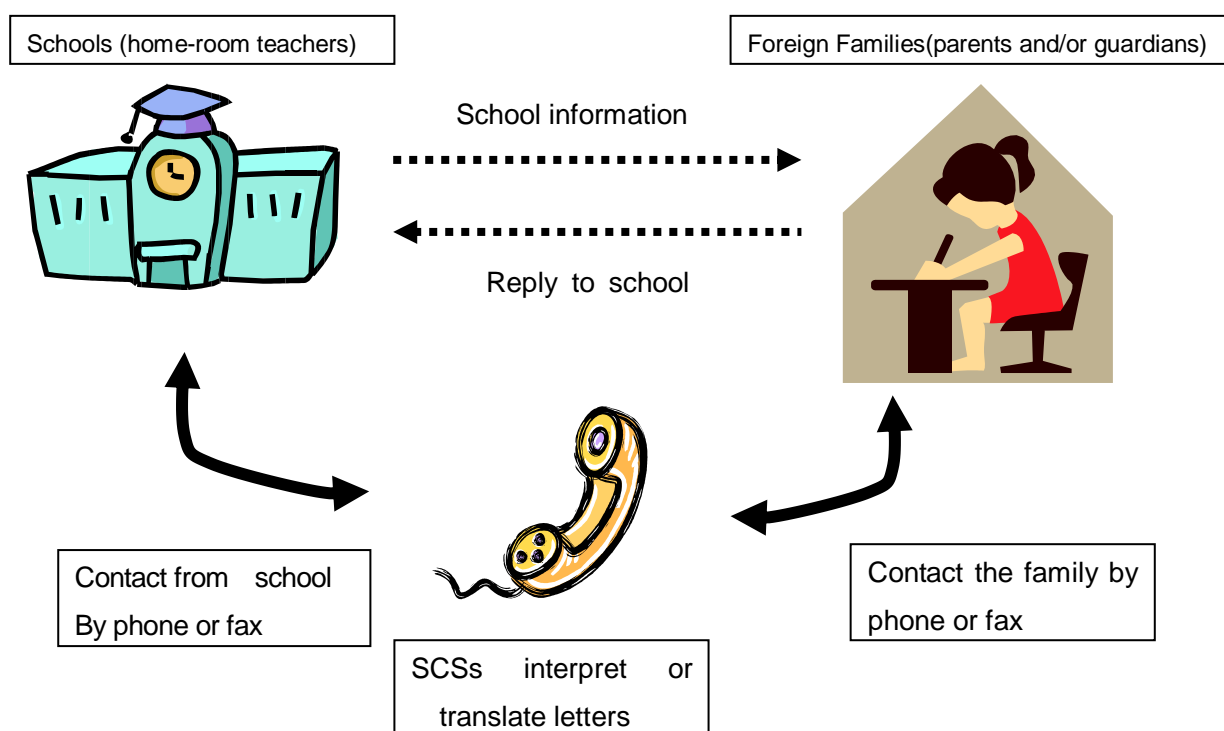 Schools (home-room teachers)
Foreign Families(parents and/or guardians)
School information
Reply to school
Contact from school
By phone or fax
Contact the family by
phone or fax
SCSs interpret or
translate letters